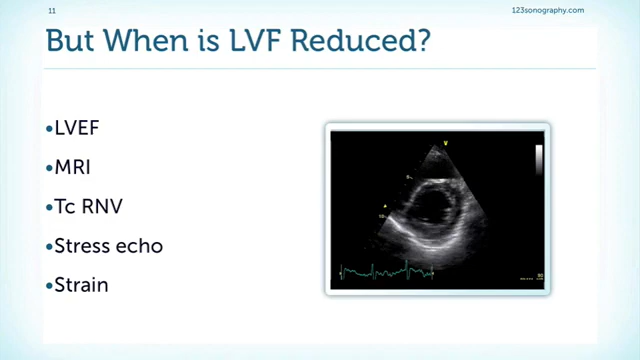 11
123sonography.com
But When is LVF Reduced?
•LVEF
•MRI
•Tc RNV
•Stress echo
•Strain
V